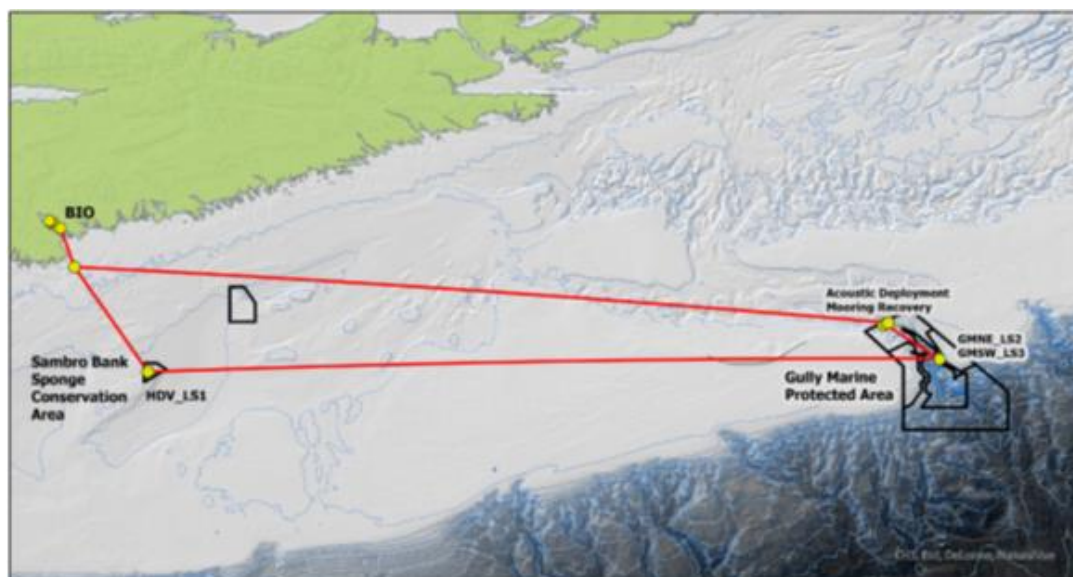 BIO
Acoustic Deployment
Mooring Recovery
GMNE_LS2
GMSW_LS3
Sambro Bank
Sponge
Conservation
Area
HDV_LS1
Gully Marine
Protected Area